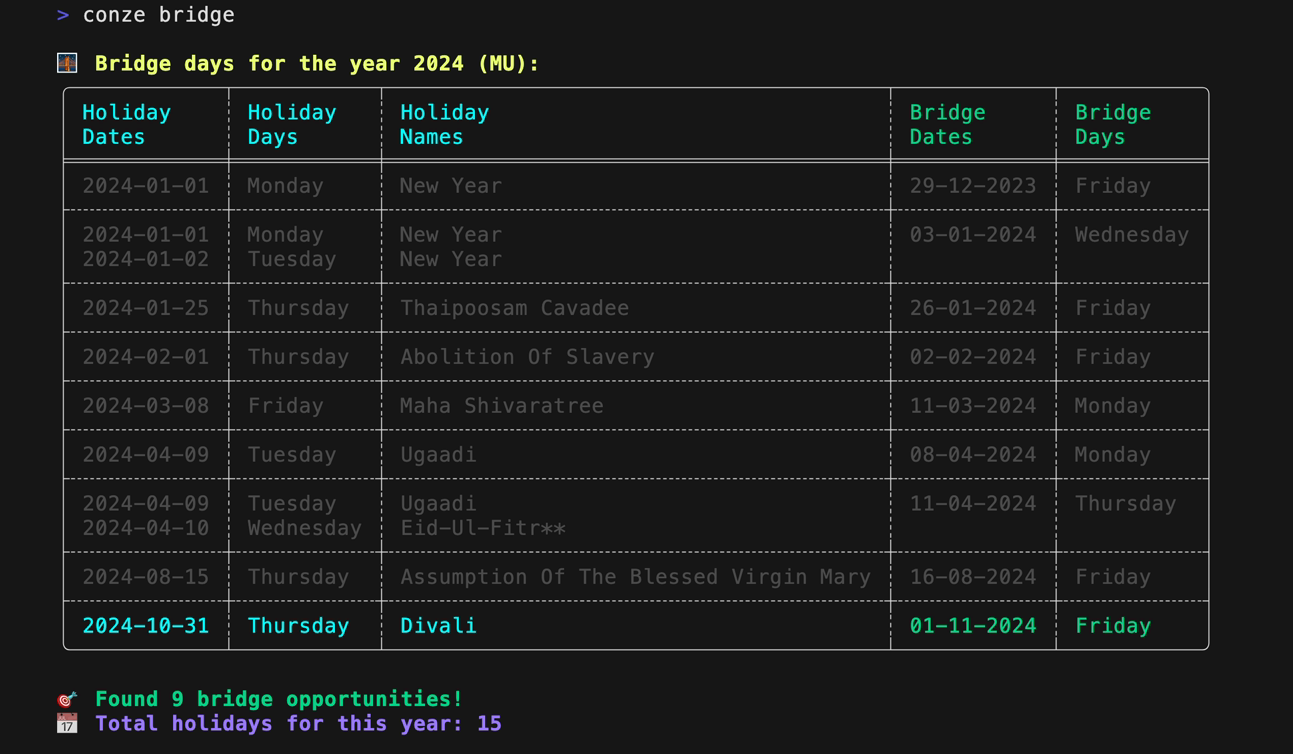 > conze bridge
Bridge days for the year 2024 (MU):
Holiday Dates Holiday Days Holiday Names Bridge Dates Bridge Days
2024-01-01 Monday New Year 29-12-2023 Friday
2024-01-01 Monday New Year 03-01-2024 Wednesday
2024-01-02 Tuesday New Year
2024-01-25 Thursday Thaipoosam Cavadee 26-01-2024 Friday
2024-02-01 Thursday Abolition Of Slavery 02-02-2024 Friday
2024-03-08 Friday Maha Shivaratree 11-03-2024 Monday
2024-04-09 Tuesday Ugaadi 08-04-2024 Monday
2024-04-09 Tuesday Ugaadi 11-04-2024 Thursday
2024-04-10 Wednesday Eid-Ul-Fitr**
2024-08-15 Thursday Assumption Of The Blessed Virgin Mary 16-08-2024 Friday
2024-10-31 Thursday Divali 01-11-2024 Friday
Found 9 bridge opportunities!
17 Total holidays for this year: 15